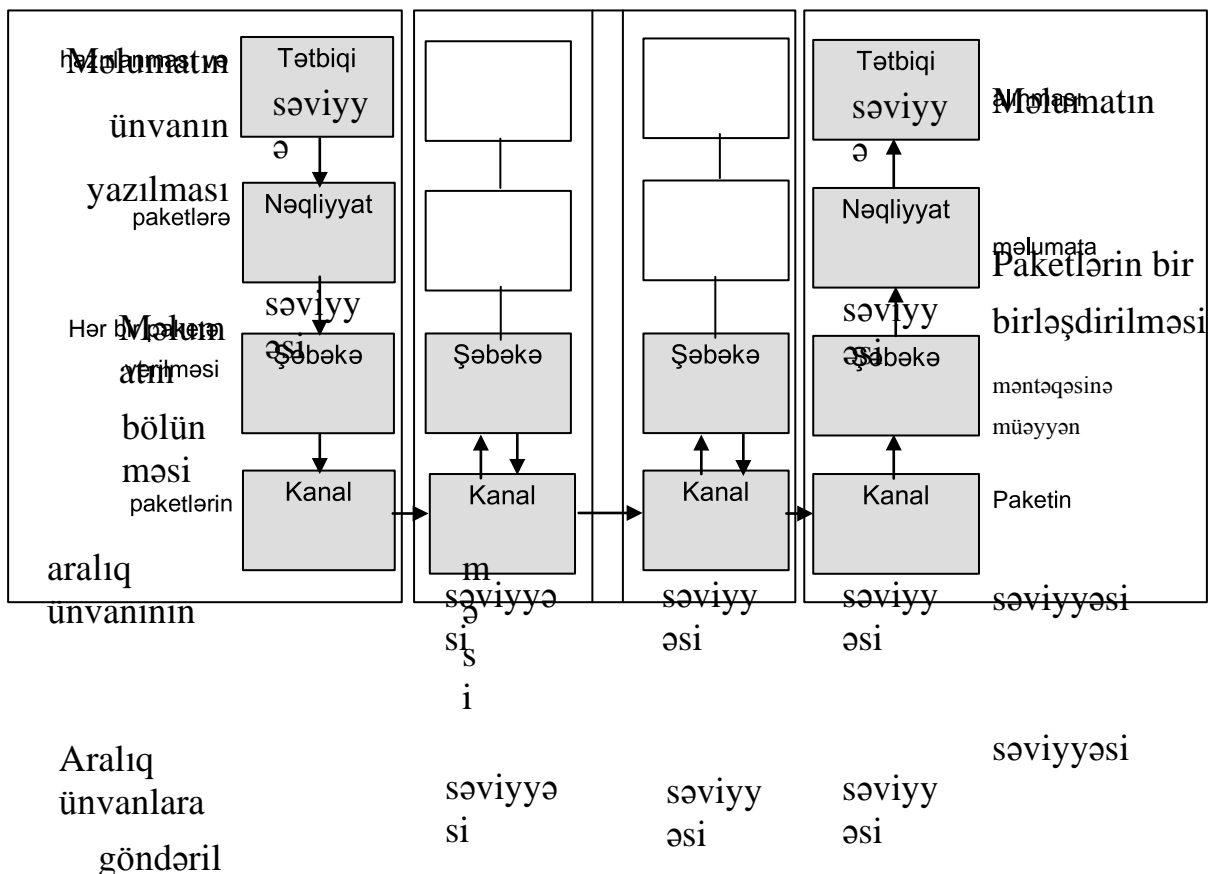 hazırlanması və
Məlumatın
ünvanın
yazılması
paketlərə
Hər bir paketə
Məlum
atın
verilməsi
bölün
məsi
paketlərin
aralıq
ünvanının
Aralıq
ünvanlara
göndəril
Tətbiqi
səviyy
ə
Nəqliyyat
səviyy
əsi
Şəbəkə
Kanal
Şəbəkə
Kanal
m
ə
s
i
səviyyə
si
səviyyə
si
Şəbəkə
Kanal
səviyy
əsi
səviyy
əsi
Tətbiqi
səviyy
ə
Nəqliyyat
səviyy
əsi
Şəbəkə
Kanal
səviyy
əsi
səviyy
əsi
alınması
Məlumatın
məlumata
Paketlərin bir
birləşdirilməsi
məntəqəsinə
müəyyən
Paketin
səviyyəsi
səviyyəsi